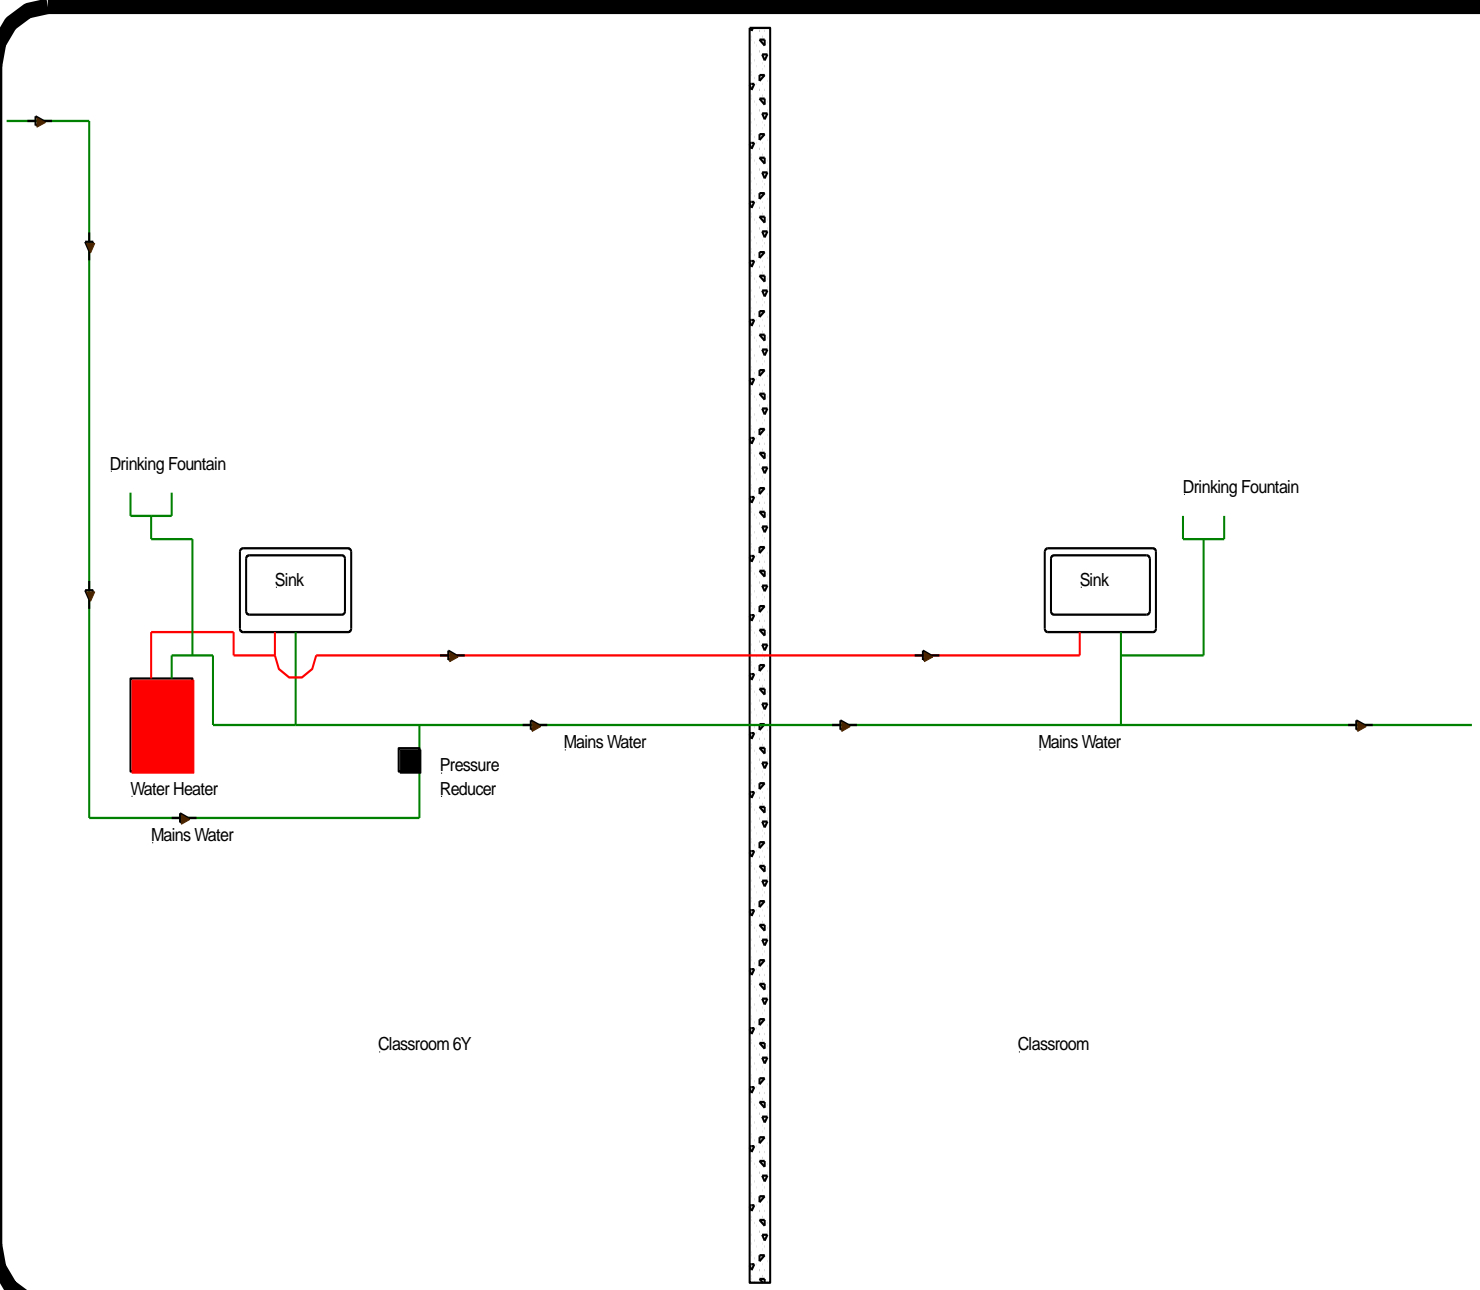 Drinking Fountain
Drinking Fountain
Sink
Sink
Mains Water
Mains Water
Pressure
Reducer
Water Heater
Mains Water
Classroom 6Y
Classroom